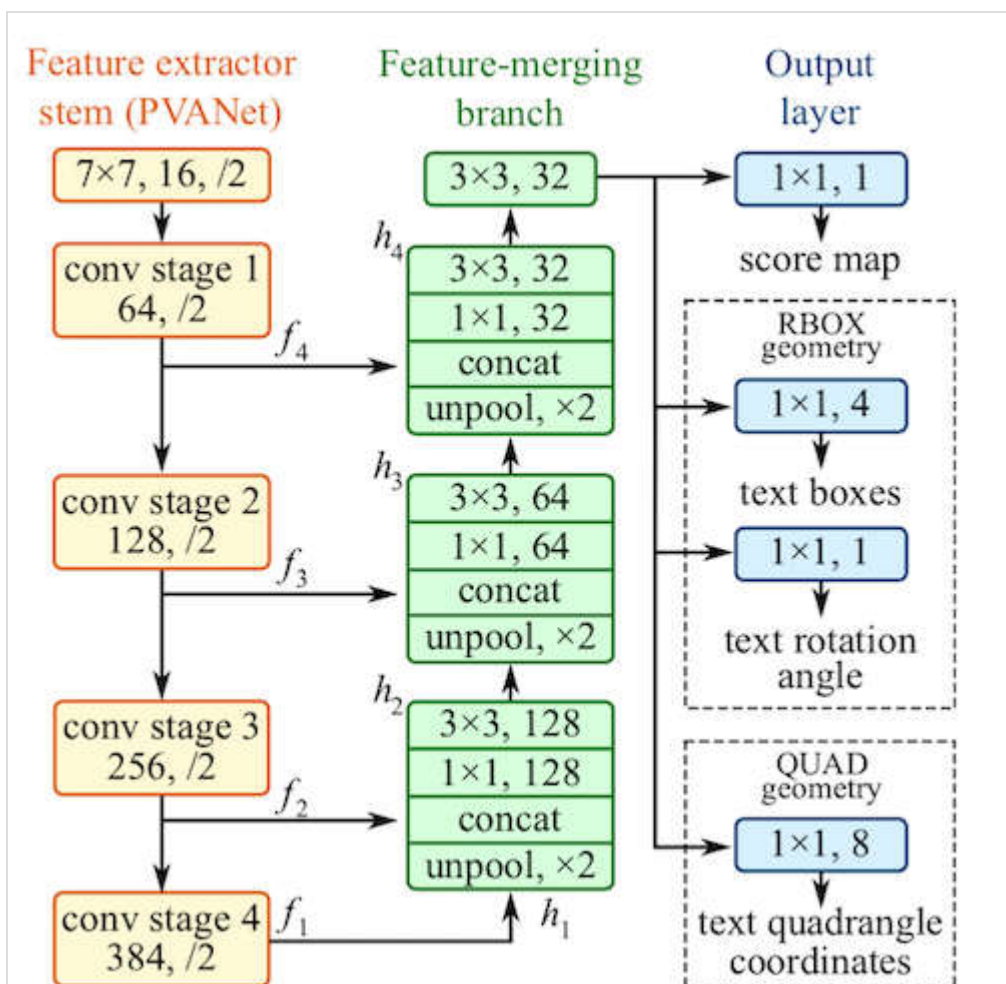 Feature extractor
stem (PVANet)
7×7, 16, /2
conv stage 1
64, /2
f4
conv stage 2
128, /2
f3
conv stage 3
256, /2
f2
conv stage 4
384, /2
f1
Feature-merging
branch
3×3, 32
h4
3×3, 32
1×1, 32
concat
unpool, ×2
h3
3×3, 64
1×1, 64
concat
unpool, ×2
h2
3×3, 128
1×1, 128
concat
unpool, ×2
h1
Output
layer
1×1, 1
score map
RBOX
geometry
1×1, 4
text boxes
1×1, 1
text rotation
angle
QUAD
geometry
1×1, 8
text quadrangle
coordinates